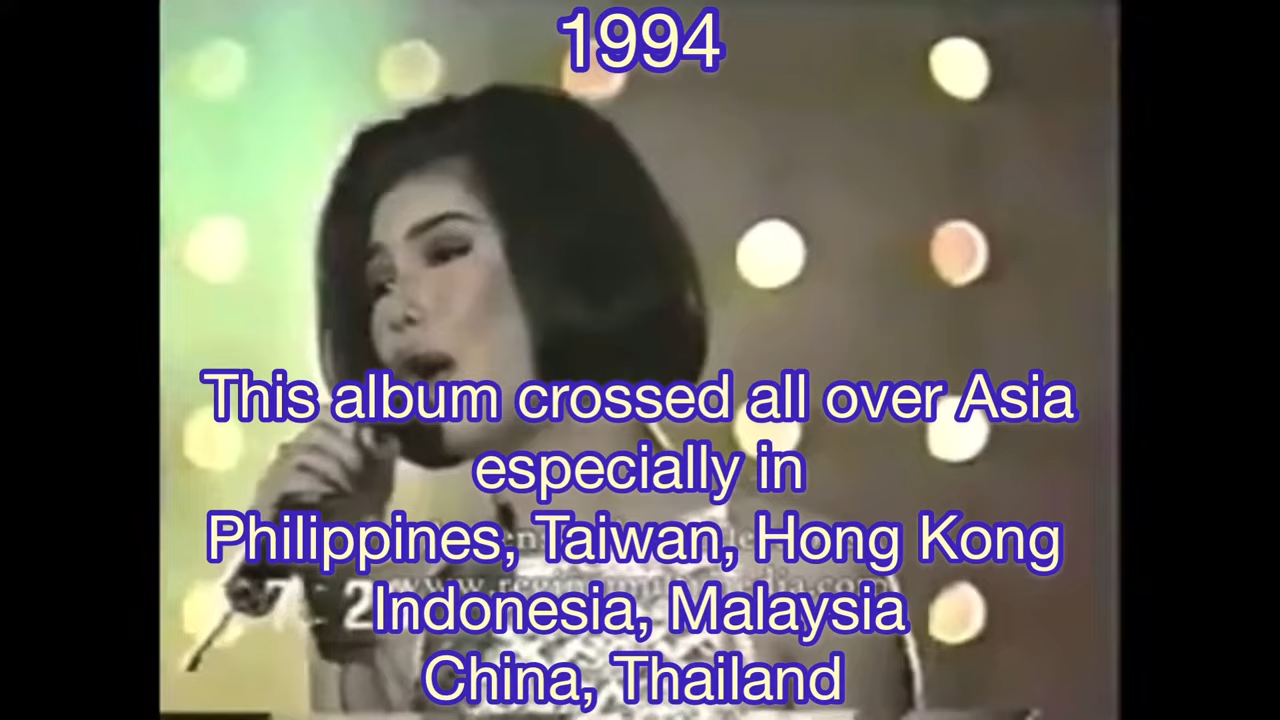 1994
This album crossed all over Asia
especially in
Philippines, Taiwan, Hong Kong
Indonesia, Malaysia
China, Thailand